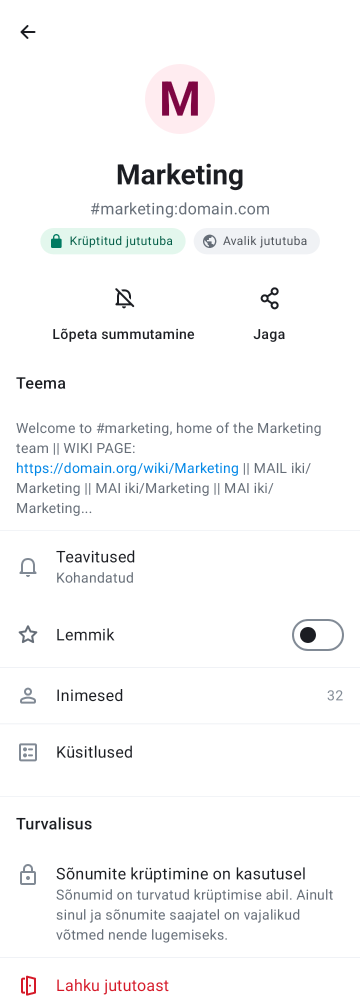 M
Marketing
#marketing:domain.com
Krüptitud jututuba
Avalik jututuba
Lõpeta summutamine
Jaga
Teema
Welcome to #marketing, home of the Marketing
team || WIKI PAGE:
https://domain.org/wiki/Marketing || MAIL iki/
Marketing || MAI iki/Marketing || MAI iki/
Marketing...
Teavitused
Kohandatud
Lemmik
Inimesed
32
Küsitlused
Turvalisus
Sõnumite krüptimine on kasutusel
Sõnumid on turvatud krüptimise abil. Ainult
sinul ja sõnumite saajatel on vajalikud
võtmed nende lugemiseks.
Lahku jututoast